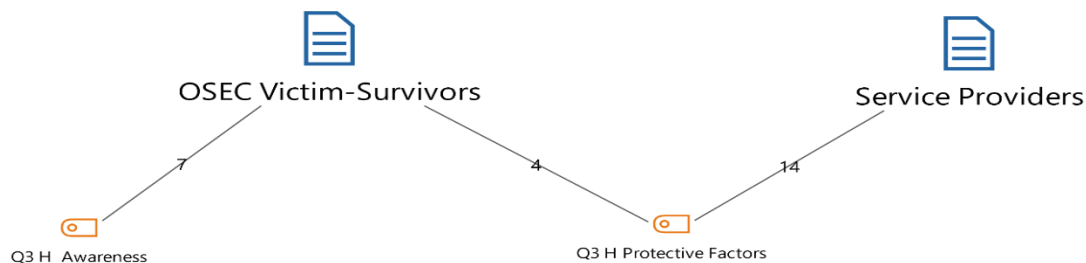 OSEC Victim-Survivors
Service Providers
7
4
14
Q3 H  Awareness
Q3 H Protective Factors